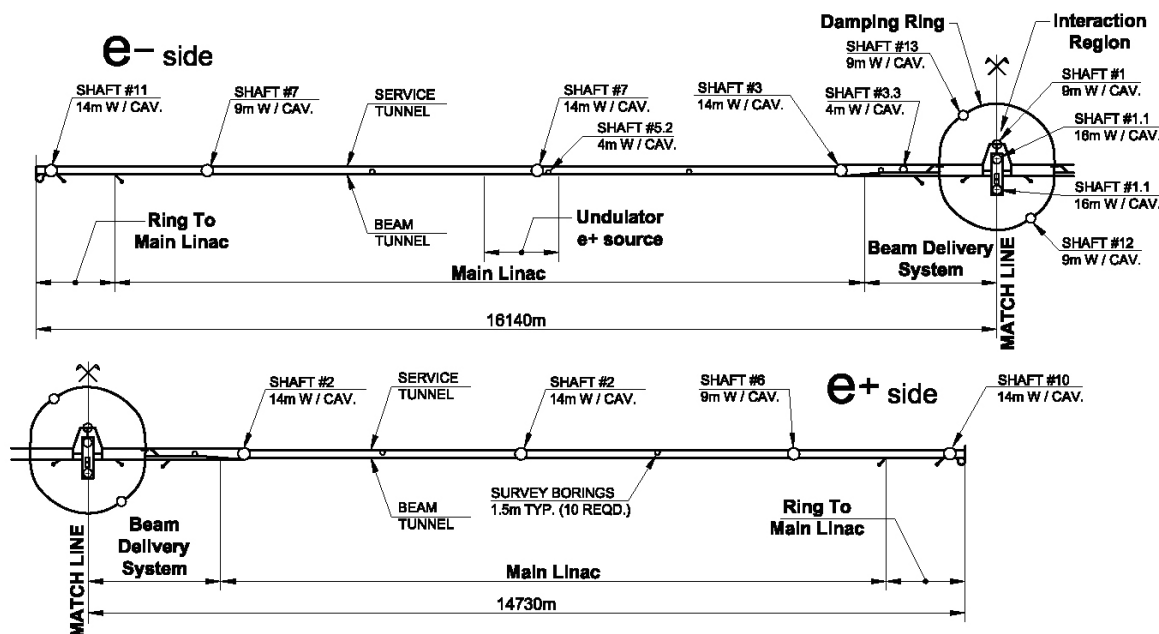 e- side
Damping Ring
Interaction
Region
SHAFT #13
9m W / CAV.
SHAFT #11
14m W / CAV.
SHAFT #7
9m W / CAV.
SERVICE
TUNNEL
SHAFT #7
14m W / CAV.
SHAFT #5.2
4m W / CAV.
SHAFT #3
14m W / CAV.
SHAFT #3.3
4m W / CAV.
SHAFT #1
9m W / CAV.
SHAFT #1.1
16m W / CAV.
SHAFT #1.1
16m W / CAV.
SHAFT #12
9m W / CAV.
Ring To
Main Linac
BEAM
TUNNEL
Undulator
e+ source
Beam Delivery
System
Main Linac
16140m
MATCH LINE
SHAFT #2
14m W / CAV.
SERVICE
TUNNEL
SHAFT #2
14m W / CAV.
SHAFT #6
9m W / CAV.
e+ side
SHAFT #10
14m W / CAV.
BEAM
TUNNEL
SURVEY BORINGS
1.5m TYP. (10 REQD.)
Ring To
Main Linac
Beam
Delivery
System
Main Linac
14730m
MATCH LINE